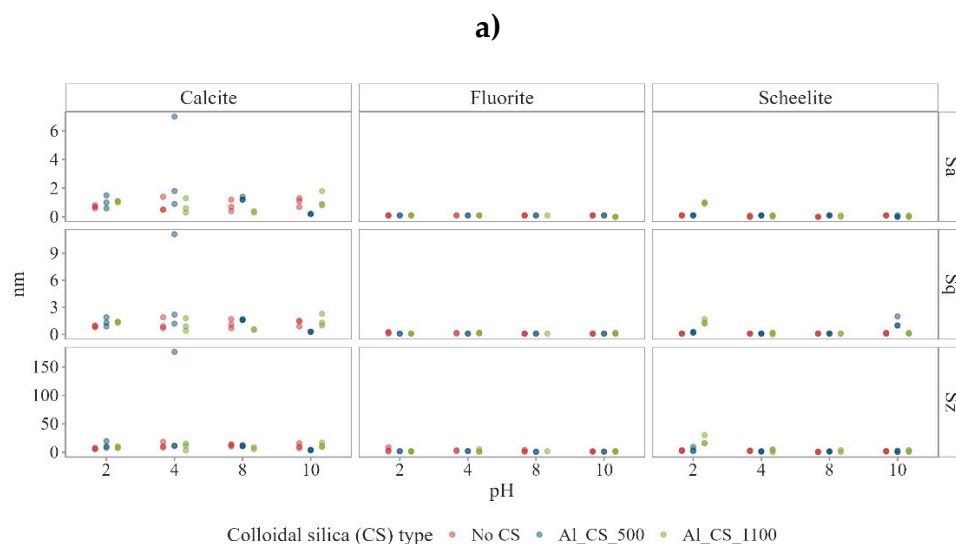 a)
Calcite Fluorite Scheelite
6
4
2
0
Sa
9
6
3
0
Sq
nm
150
100
50
0
Sz
2 4 8 10 2 4 8 10 2 4 8 10
pH
Colloidal silica (CS) type No CS Al_CS_500 Al_CS_1100